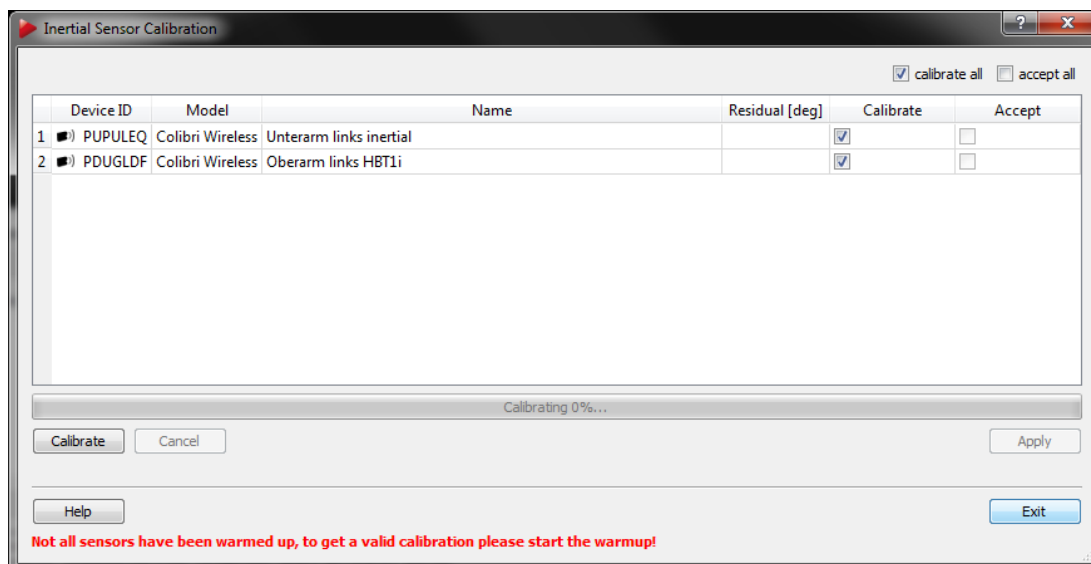 Inertial Sensor Calibration ? X
calibrate all accept all
Device ID Model Name Residual [deg] Calibrate Accept
1 PUPULEQ Colibri Wireless Unterarm links inertial
2 PDUGLDF Colibri Wireless Oberarm links HBT1i
Calibrating 0%...
Calibrate Cancel Apply
Help Exit
Not all sensors have been warmed up, to get a valid calibration please start the warmup!